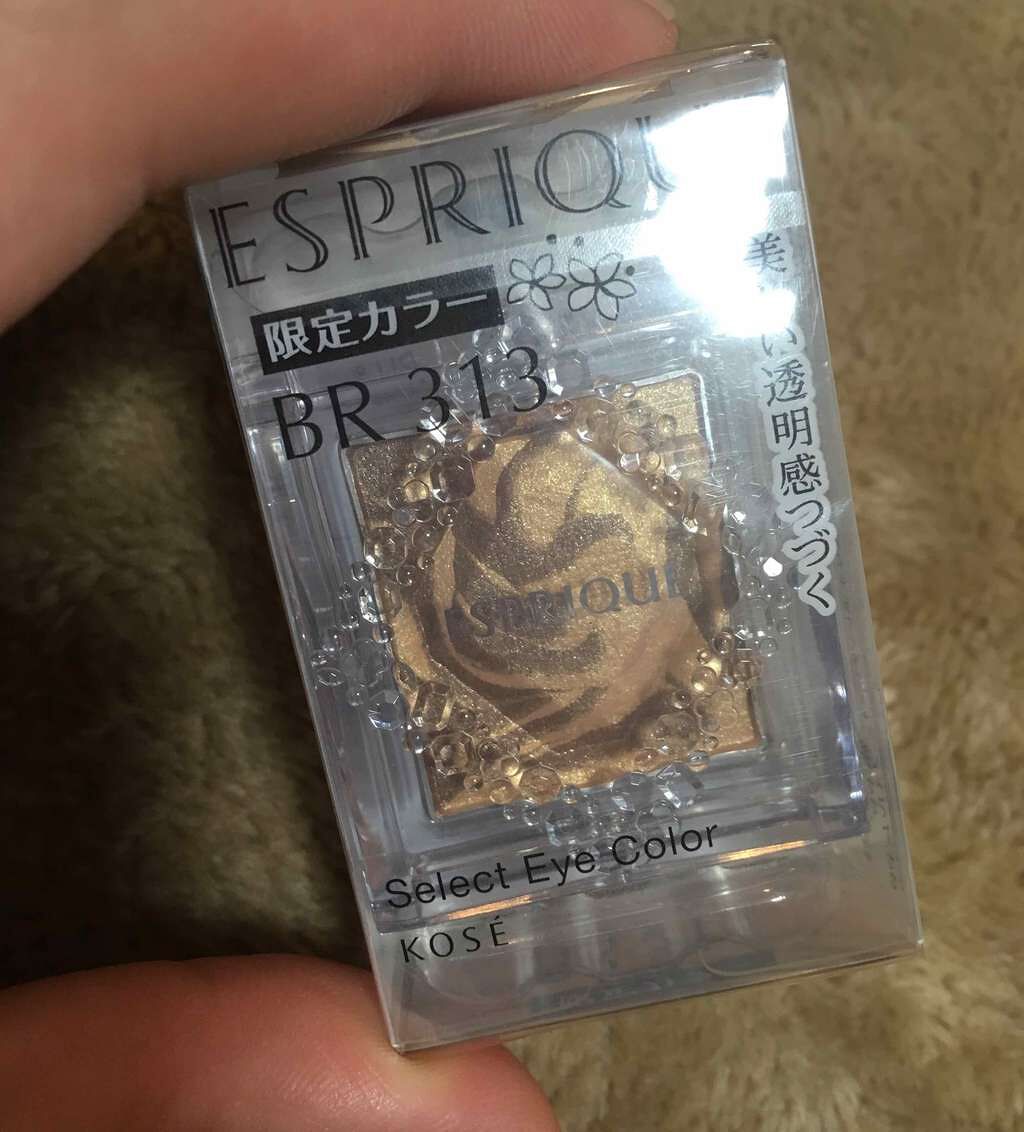 ESPRIQU
限定カラー
BR 313
美 い透明感つづく
ESPRIQUE
Select Eye Color
KOSÉ